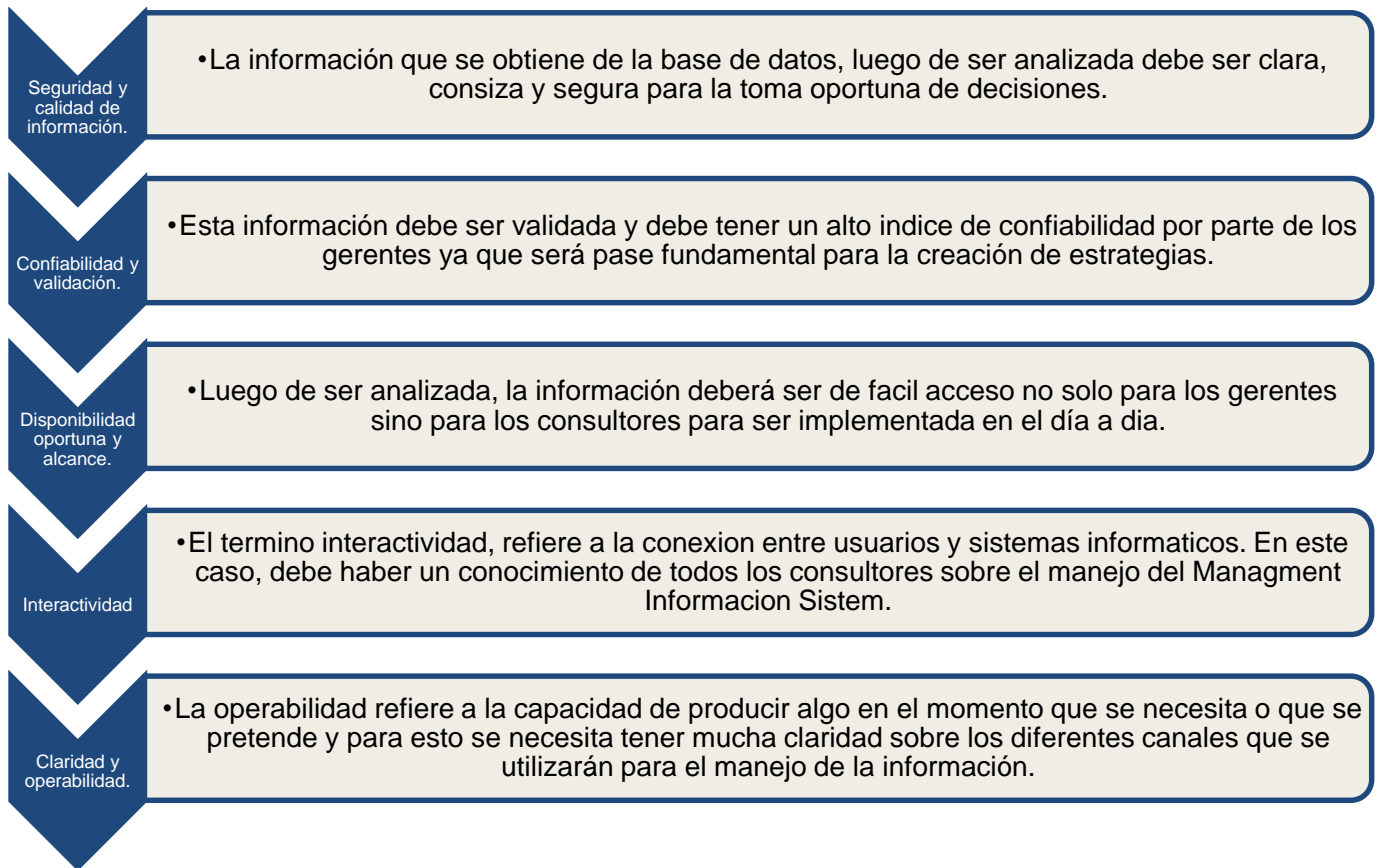 Seguridad y
calidad de
información.
•La información que se obtiene de la base de datos, luego de ser analizada debe ser clara,
consiza y segura para la toma oportuna de decisiones.
Confiabilidad y
validación.
•Esta información debe ser validada y debe tener un alto indice de confiabilidad por parte de los
gerentes ya que será pase fundamental para la creación de estrategias.
Disponibilidad
oportuna y
alcance.
•Luego de ser analizada, la información deberá ser de facil acceso no solo para los gerentes
sino para los consultores para ser implementada en el día a dia.
Interactividad
•El termino interactividad, refiere a la conexion entre usuarios y sistemas informaticos. En este
caso, debe haber un conocimiento de todos los consultores sobre el manejo del Managment
Informacion Sistem.
Claridad y
operabilidad.
•La operabilidad refiere a la capacidad de producir algo en el momento que se necesita o que se
pretende y para esto se necesita tener mucha claridad sobre los diferentes canales que se
utilizarán para el manejo de la información.